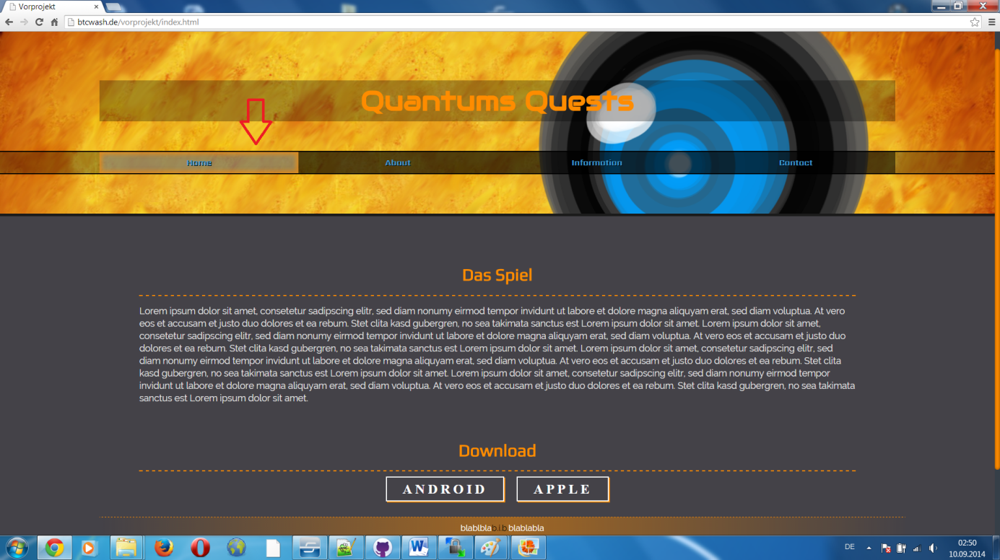 Vorprojekt
btcwash.de/vorprojekt/index.html
Quantums Quests
Home About Information Contact
Das Spiel
Lorem ipsum dolor sit amet, consetetur sadipscing elitr, sed diam nonumy eirmod tempor invidunt ut labore et dolore magna aliquyam erat, sed diam voluptua. At vero
eos et accusam et justo duo dolores et ea rebum. Stet clita kasd gubergren, no sea takimata sanctus est Lorem ipsum dolor sit amet. Lorem ipsum dolor sit amet,
consetetur sadipscing elitr, sed diam nonumy eirmod tempor invidunt ut labore et dolore magna aliquyam erat, sed diam voluptua. At vero eos et accusam et justo duo
dolores et ea rebum. Stet clita kasd gubergren, no sea takimata sanctus est Lorem ipsum dolor sit amet. Lorem ipsum dolor sit amet, consetetur sadipscing elitr, sed
diam nonumy eirmod tempor invidunt ut labore et dolore magna aliquyam erat, sed diam voluptua. At vero eos et accusam et justo duo dolores et ea rebum. Stet clita
kasd gubergren, no sea takimata sanctus est Lorem ipsum dolor sit amet. Lorem ipsum dolor sit amet, consetetur sadipscing elitr, sed diam nonumy eirmod tempor
invidunt ut labore et dolore magna aliquyam erat, sed diam voluptua. At vero eos et accusam et justo duo dolores et ea rebum. Stet clita kasd gubergren, no sea takimata
sanctus est Lorem ipsum dolor sit amet.
Download
ANDROID APPLE
blablbla b.i.b blablabla
DE
02:50
10.09.2014